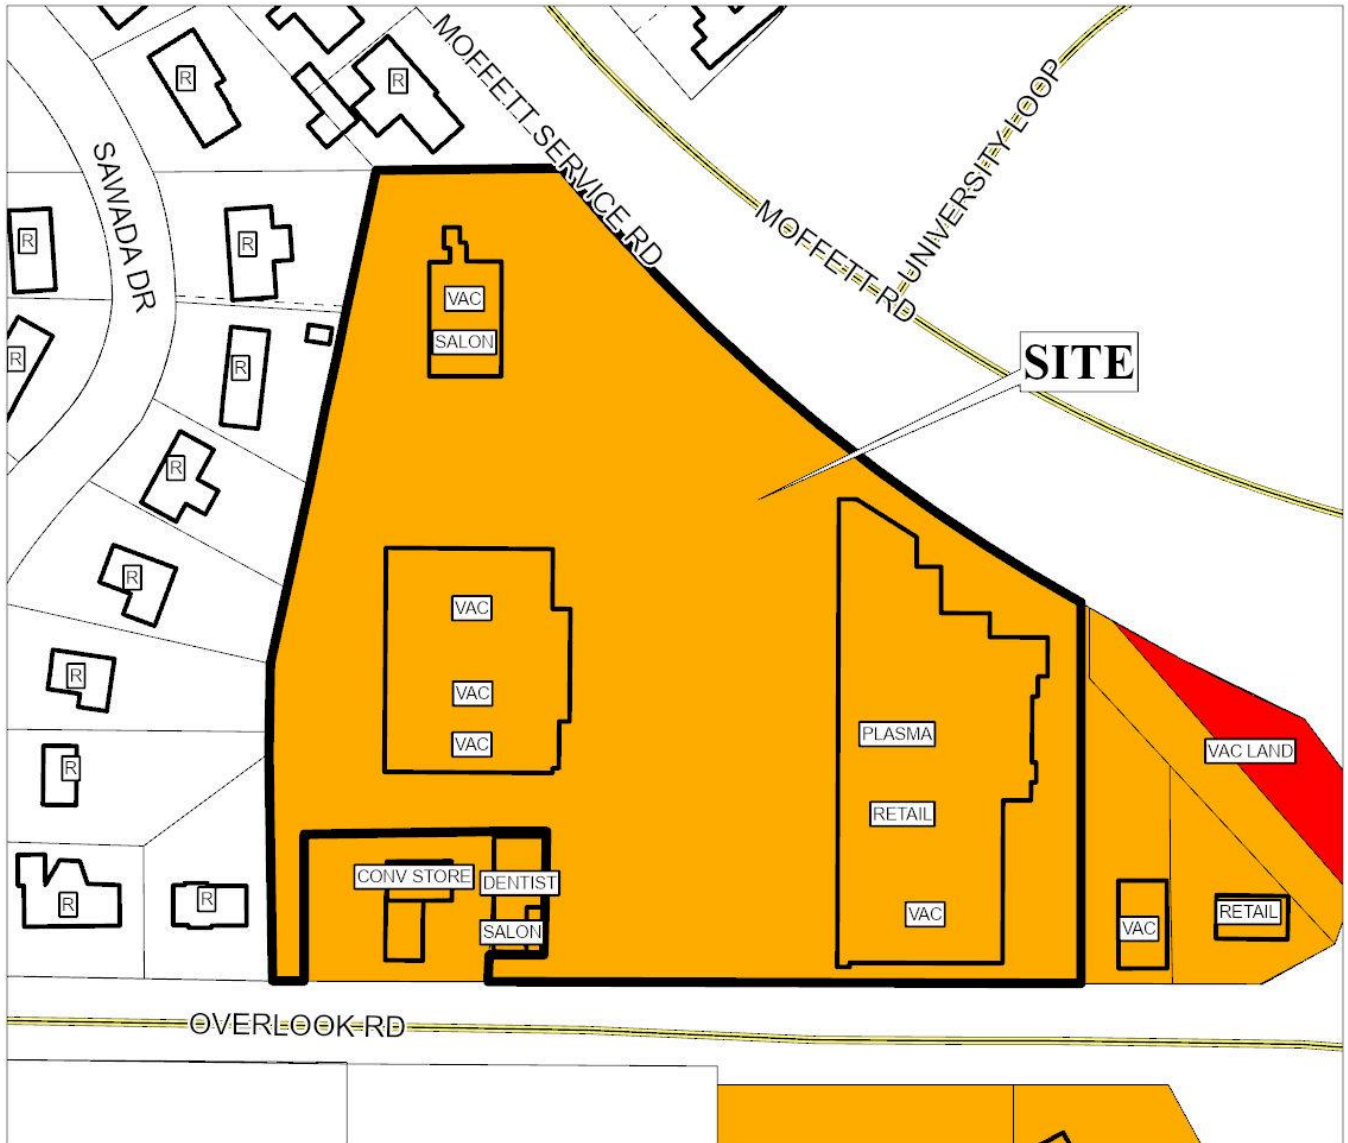 MOFFETT SERVICE RD
UNIVERSITY LOOP
R
R
SAWADA DR
MOFFETT RD
R
R
VAC
SALON
SITE
R
R
R
R
VAC
R
VAC
PLASMA
VAC
VAC LAND
R
RETAIL
CONV STORE
DENTIST
R
R
SALON
VAC
VAC
RETAIL
OVERLOOK RD